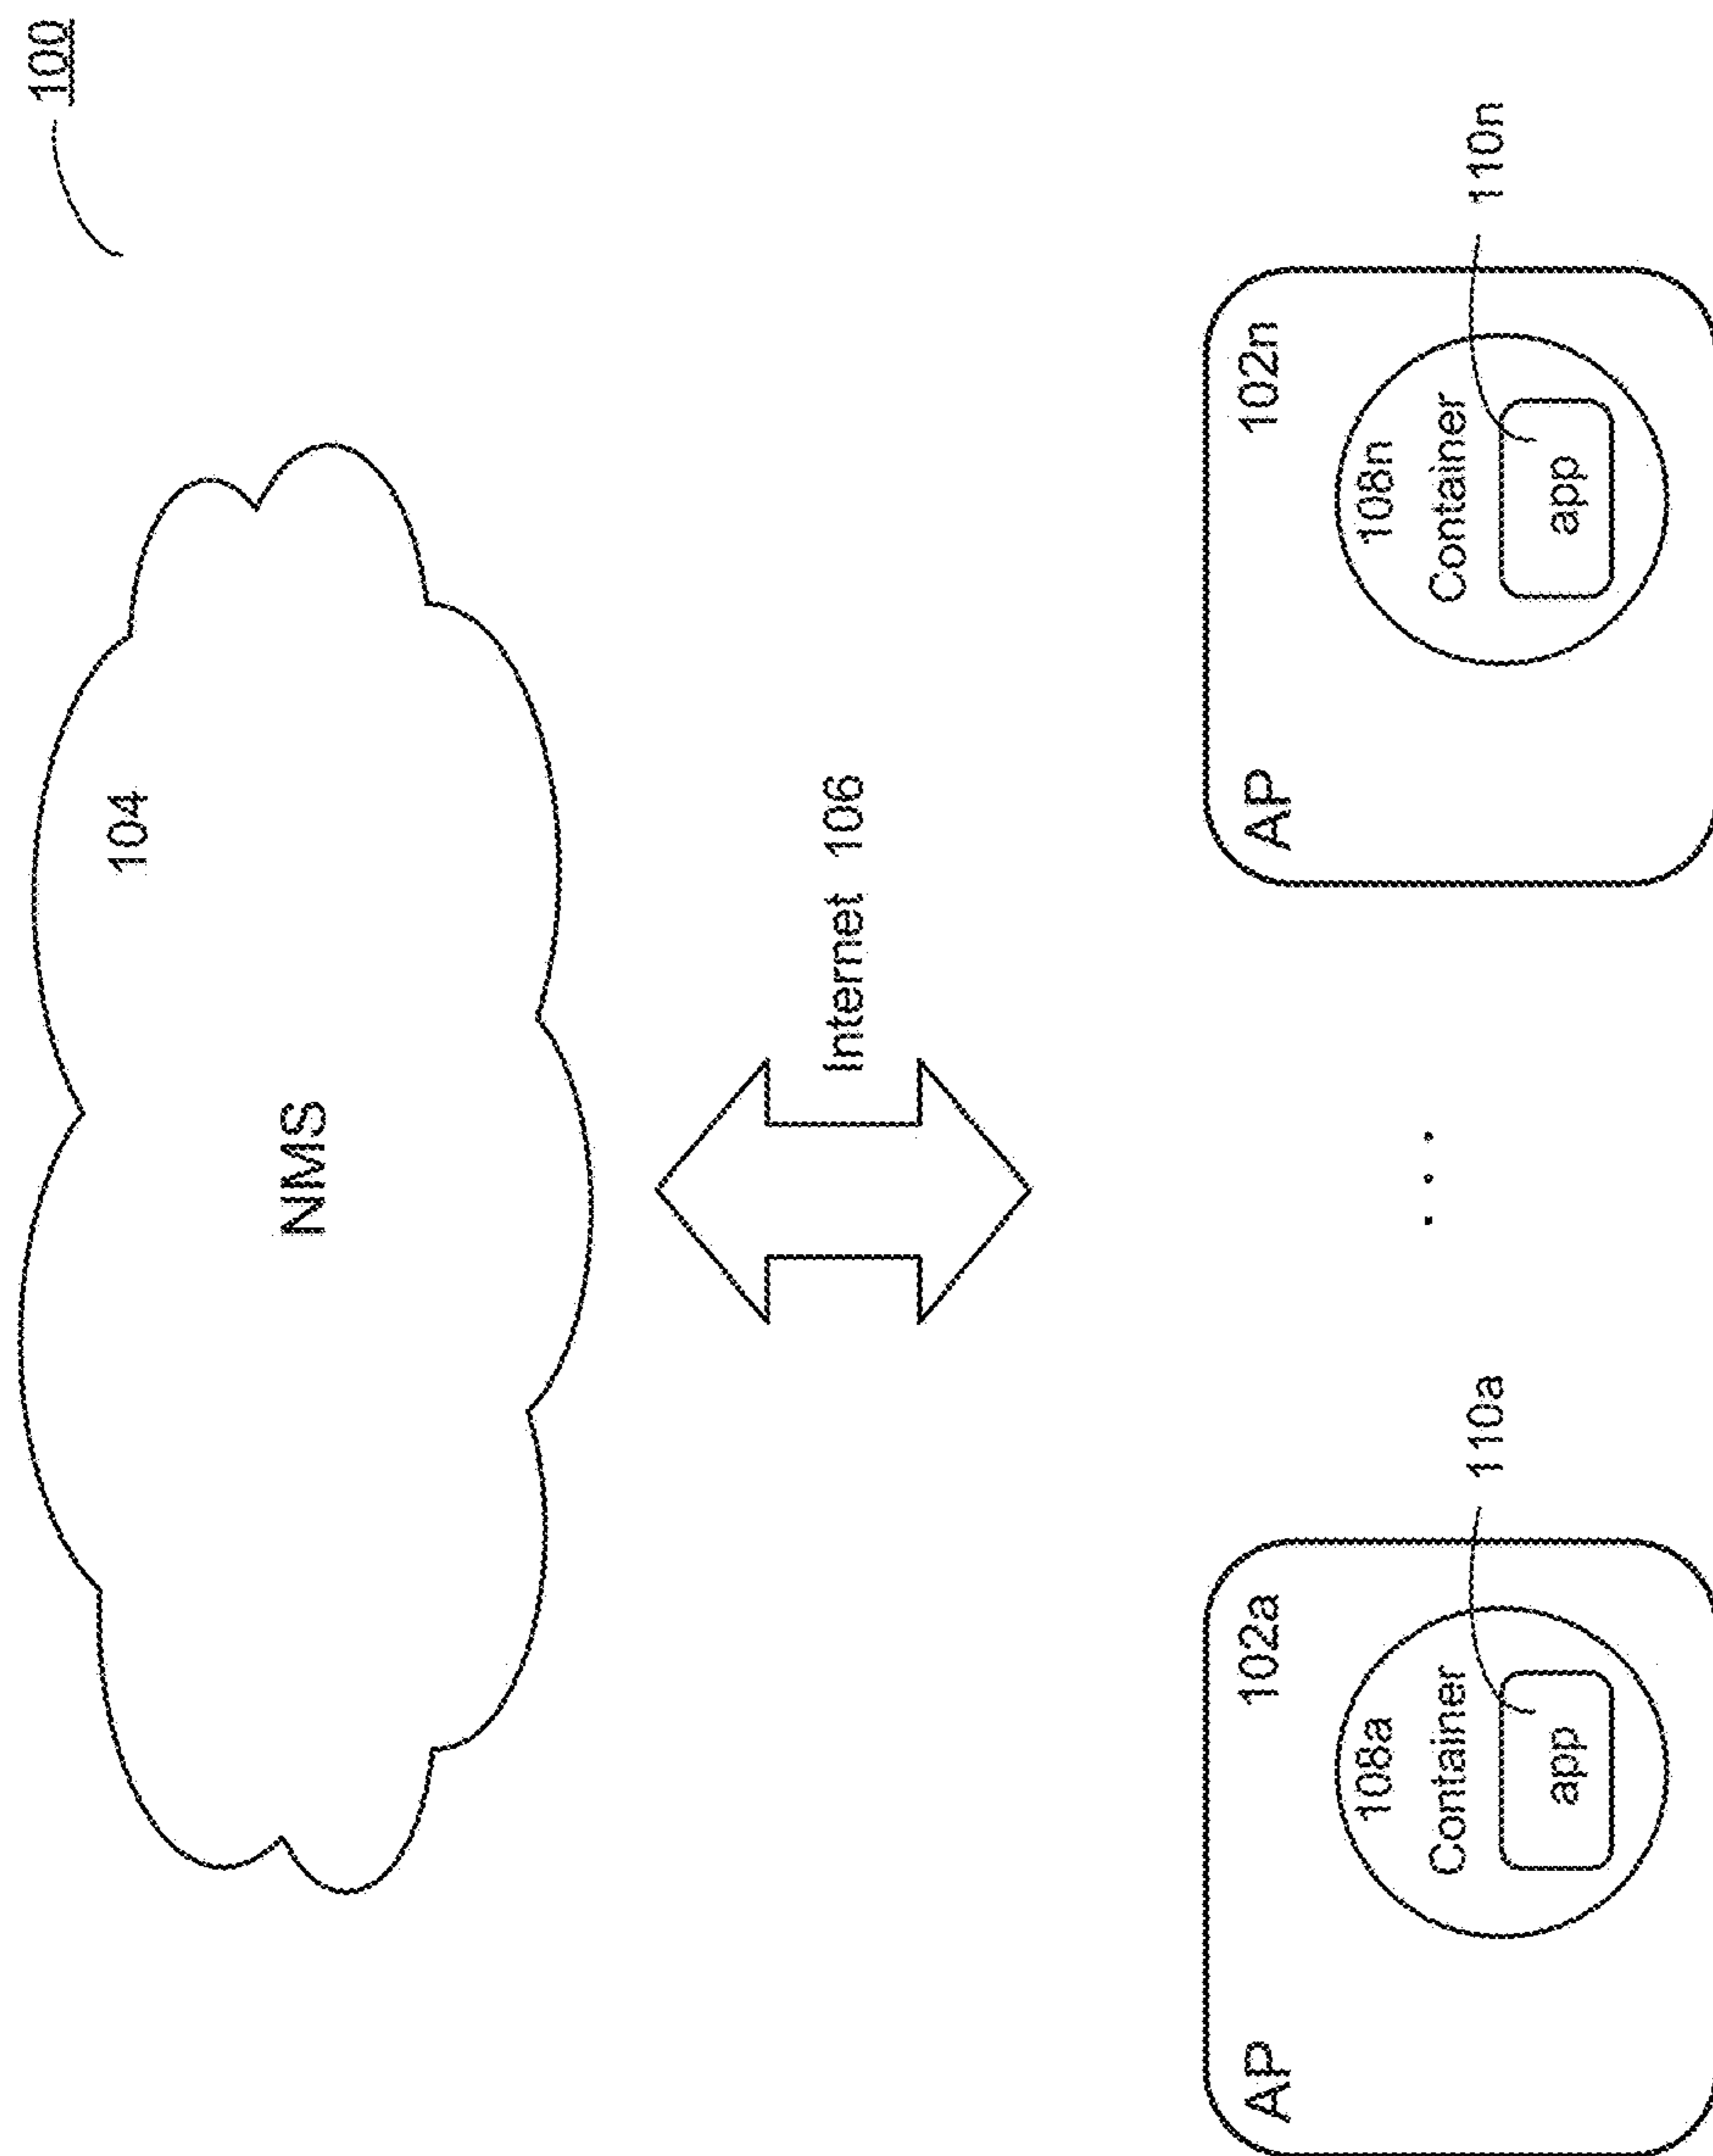 100
104
NMS
Internet 106
AP
102a
108a
Container
app
110a
. . .
AP
102n
108n
Container
app
110n